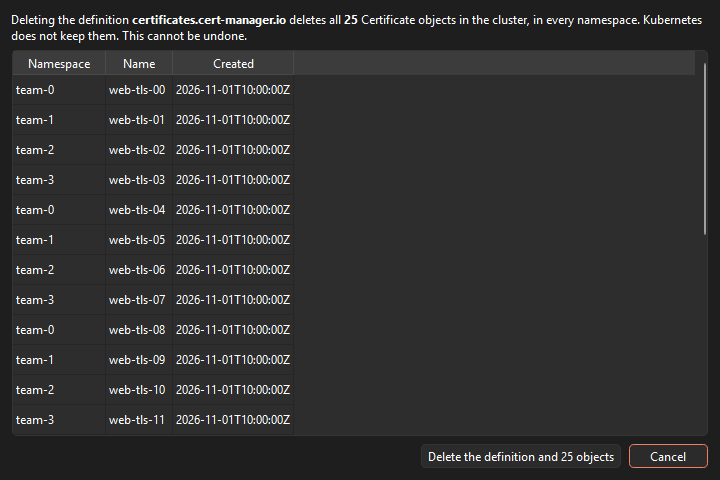 Deleting the definition certificates.cert-manager.io deletes all 25 Certificate objects in the cluster, in every namespace. Kubernetes
does not keep them. This cannot be undone.
Namespace Name Created
team-0 web-tls-00 2026-11-01T10:00:00Z
team-1 web-tls-01 2026-11-01T10:00:00Z
team-2 web-tls-02 2026-11-01T10:00:00Z
team-3 web-tls-03 2026-11-01T10:00:00Z
team-0 web-tls-04 2026-11-01T10:00:00Z
team-1 web-tls-05 2026-11-01T10:00:00Z
team-2 web-tls-06 2026-11-01T10:00:00Z
team-3 web-tls-07 2026-11-01T10:00:00Z
team-0 web-tls-08 2026-11-01T10:00:00Z
team-1 web-tls-09 2026-11-01T10:00:00Z
team-2 web-tls-10 2026-11-01T10:00:00Z
team-3 web-tls-11 2026-11-01T10:00:00Z
Delete the definition and 25 objects Cancel